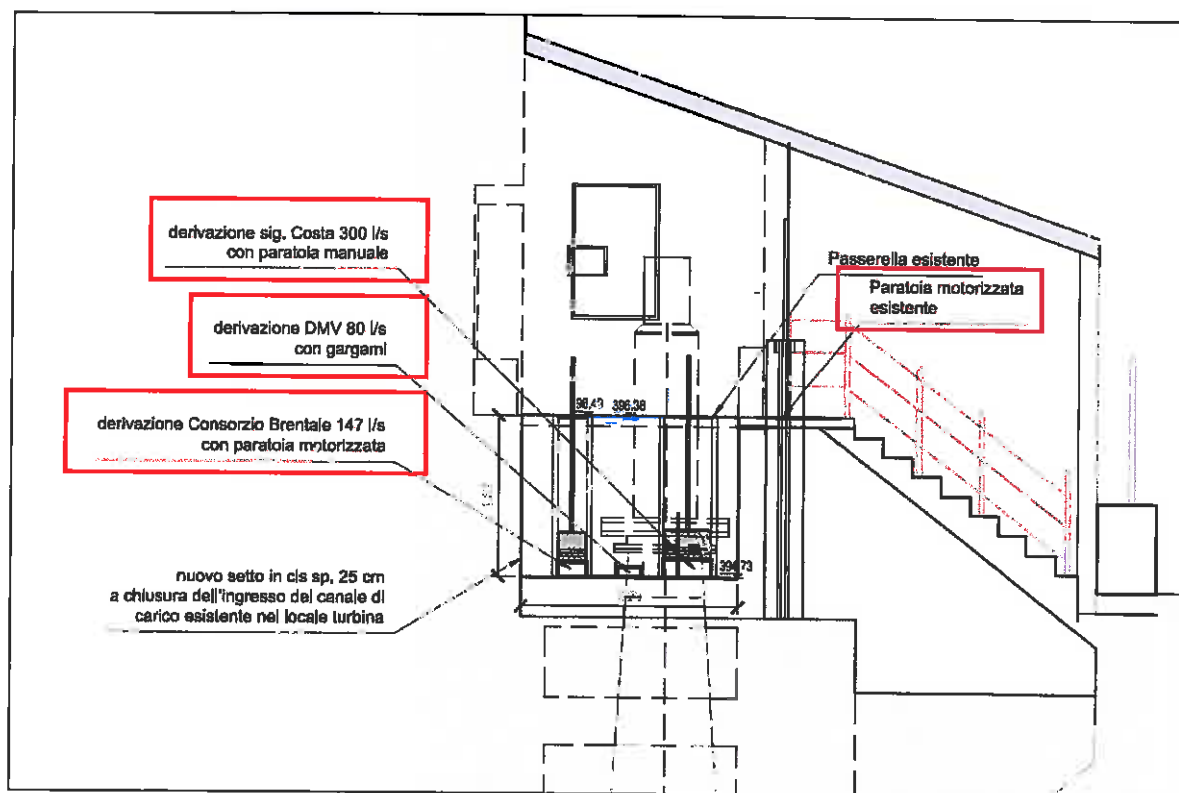 derivazione sig. Costa 300 l/s
con paratoia manuale
derivazione DMV 80 l/s
con gargami
derivazione Consorzio Brentale 147 l/s
con paratoia motorizzata
nuovo setto in cls sp. 25 cm
a chiusura dell'ingresso del canale di
carico esistente nel locale turbina
Passerella esistente
Paratoia motorizzata
esistente
396,38